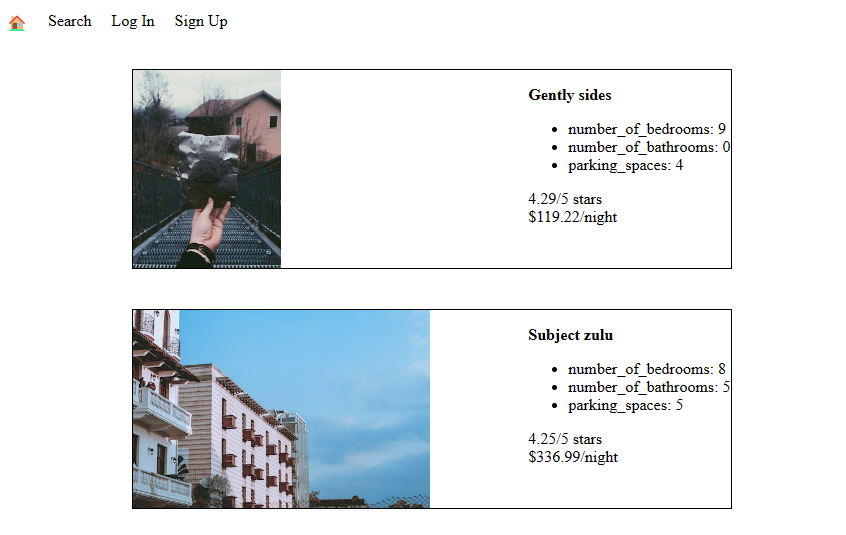 Search Log In Sign Up
Gently sides
number_of_bedrooms: 9
number_of_bathrooms: 0
parking_spaces: 4
4.29/5 stars
$119.22/night
Subject zulu
number_of_bedrooms: 8
number_of_bathrooms: 5
parking_spaces: 5
4.25/5 stars
$336.99/night